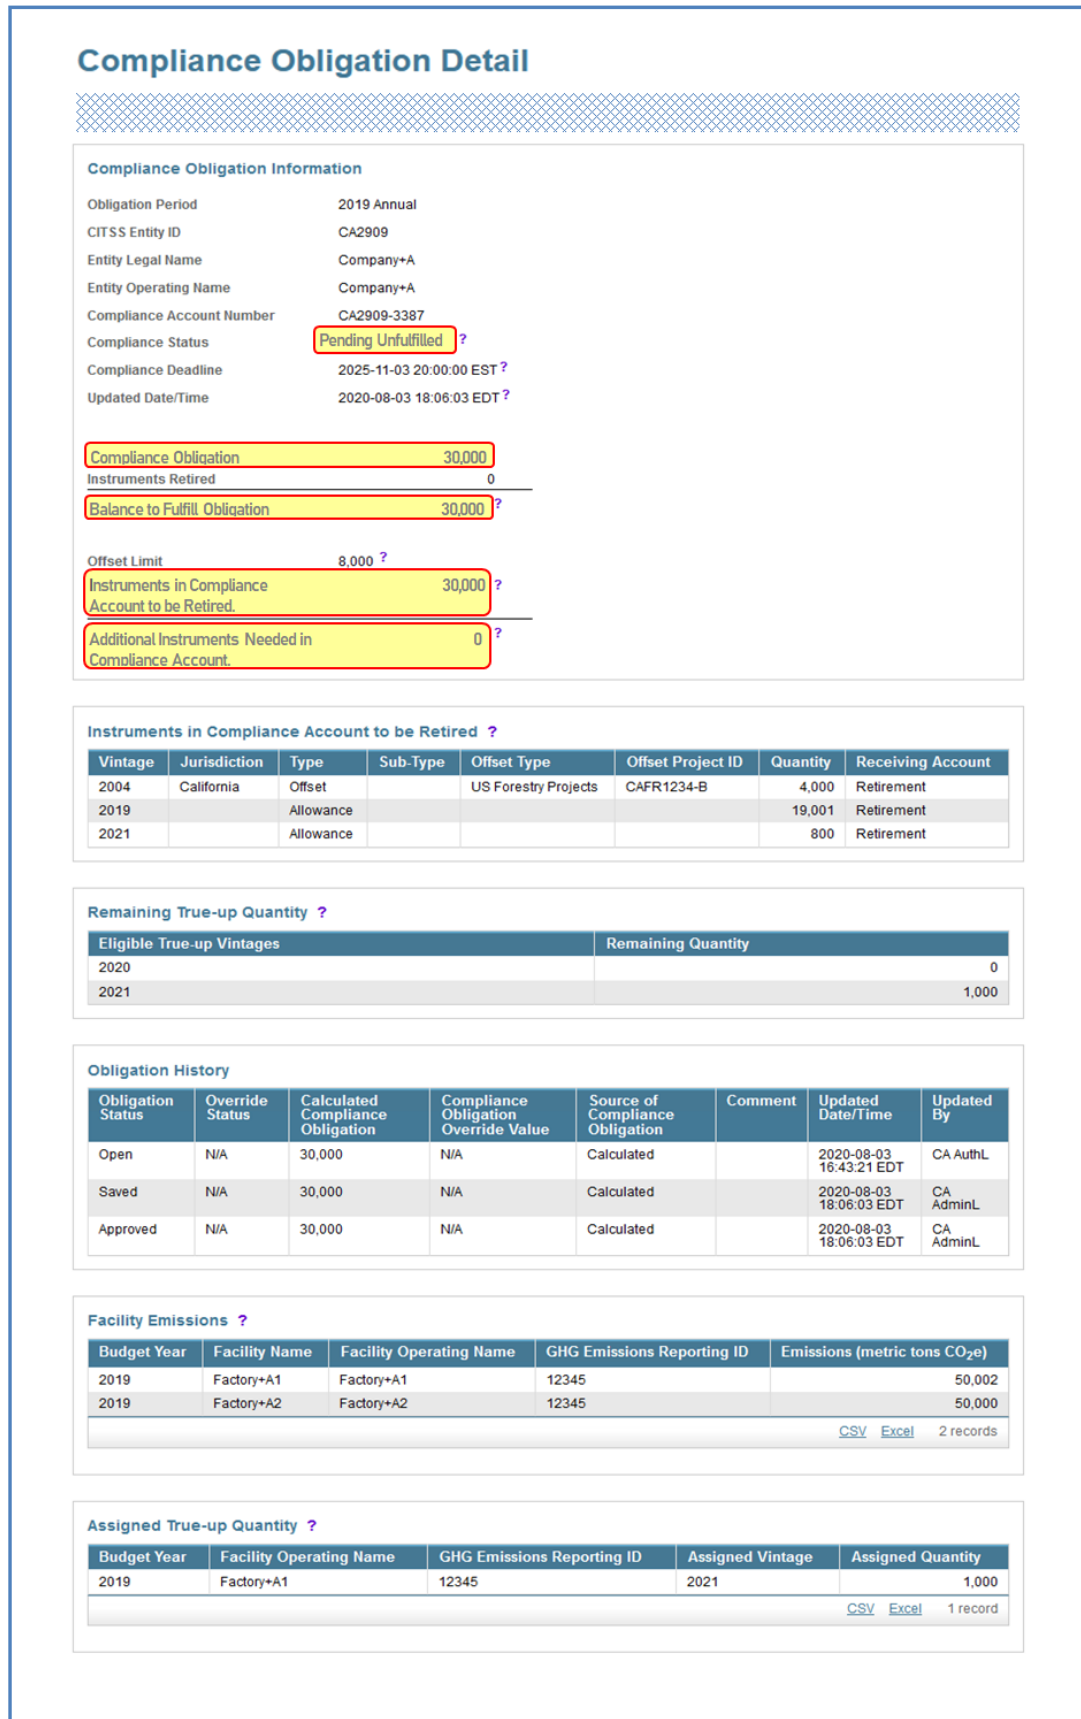 Compliance Obligation Detail
Compliance Obligation Information
Obligation Period 2019 Annual
CITSS Entity ID CA2909
Entity Legal Name Company+A
Entity Operating Name Company+A
Compliance Account Number CA2909-3387
Compliance Status Pending Unfulfilled ?
Compliance Deadline 2025-11-03 20:00:00 EST ?
Updated Date/Time 2020-08-03 18:06:03 EDT ?
Compliance Obligation 30,000
Instruments Retired 0
Balance to Fulfill Obligation 30,000 ?
Offset Limit 8,000 ?
Instruments in Compliance 30,000 ?
Account to be Retired.
Additional Instruments Needed in 0 ?
Compliance Account.
Instruments in Compliance Account to be Retired ?
Vintage Jurisdiction Type Sub-Type Offset Type Offset Project ID Quantity Receiving Account
2004 California Offset US Forestry Projects CAFR1234-B 4,000 Retirement
2019 Allowance 19,001 Retirement
2021 Allowance 800 Retirement
Remaining True-up Quantity ?
Eligible True-up Vintages Remaining Quantity
2020 0
2021 1,000
Obligation History
Obligation Override Calculated Compliance Source of Comment Updated Updated
Status Status Compliance Obligation Compliance Date/Time By
Obligation Override Value Obligation
Open N/A 30,000 N/A Calculated 2020-08-03 CA AuthL
16:43:21 EDT
Saved N/A 30,000 N/A Calculated 2020-08-03 CA
18:06:03 EDT AdminL
Approved N/A 30,000 N/A Calculated 2020-08-03 CA
18:06:03 EDT AdminL
Facility Emissions ?
Budget Year Facility Name Facility Operating Name GHG Emissions Reporting ID Emissions (metric tons CO₂e)
2019 Factory+A1 Factory+A1 12345 50,002
2019 Factory+A2 Factory+A2 12345 50,000
CSV Excel 2 records
Assigned True-up Quantity ?
Budget Year Facility Operating Name GHG Emissions Reporting ID Assigned Vintage Assigned Quantity
2019 Factory+A1 12345 2021 1,000
CSV Excel 1 record